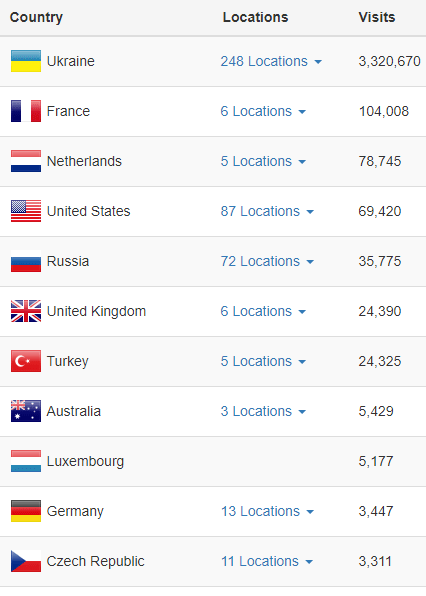 Country Locations Visits
Ukraine 248 Locations 3,320,670
France 6 Locations 104,008
Netherlands 5 Locations 78,745
United States 87 Locations 69,420
Russia 72 Locations 35,775
United Kingdom 6 Locations 24,390
Turkey 5 Locations 24,325
Australia 3 Locations 5,429
Luxembourg 5,177
Germany 13 Locations 3,447
Czech Republic 11 Locations 3,311